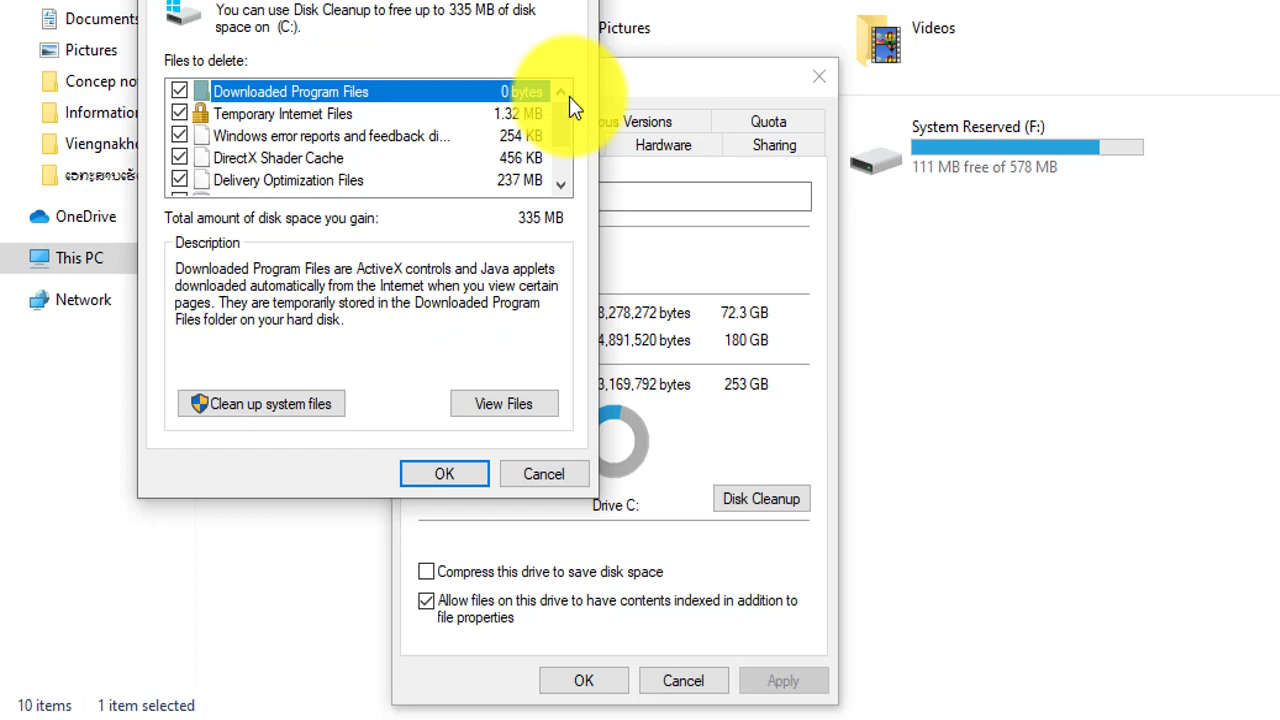 Documents
Pictures
Concep no
Information
Viengnakh
ເອກະສານເຮັ
OneDrive
This PC
Network
10 items 1 item selected
You can use Disk Cleanup to free up to 335 MB of disk
space on (C:).
Files to delete:
Downloaded Program Files 0 bytes
Temporary Internet Files 1.32 MB
Windows error reports and feedback di... 254 KB
DirectX Shader Cache 456 KB
Delivery Optimization Files 237 MB
Total amount of disk space you gain: 335 MB
Description
Downloaded Program Files are ActiveX controls and Java applets
downloaded automatically from the Internet when you view certain
pages. They are temporarily stored in the Downloaded Program
Files folder on your hard disk.
Clean up system files View Files
OK Cancel
Pictures
ous Versions Quota
Hardware Sharing
8,278,272 bytes 72.3 GB
4,891,520 bytes 180 GB
3,169,792 bytes 253 GB
Drive C: Disk Cleanup
Compress this drive to save disk space
Allow files on this drive to have contents indexed in addition to
file properties
OK Cancel Apply
Videos
System Reserved (F:)
111 MB free of 578 MB